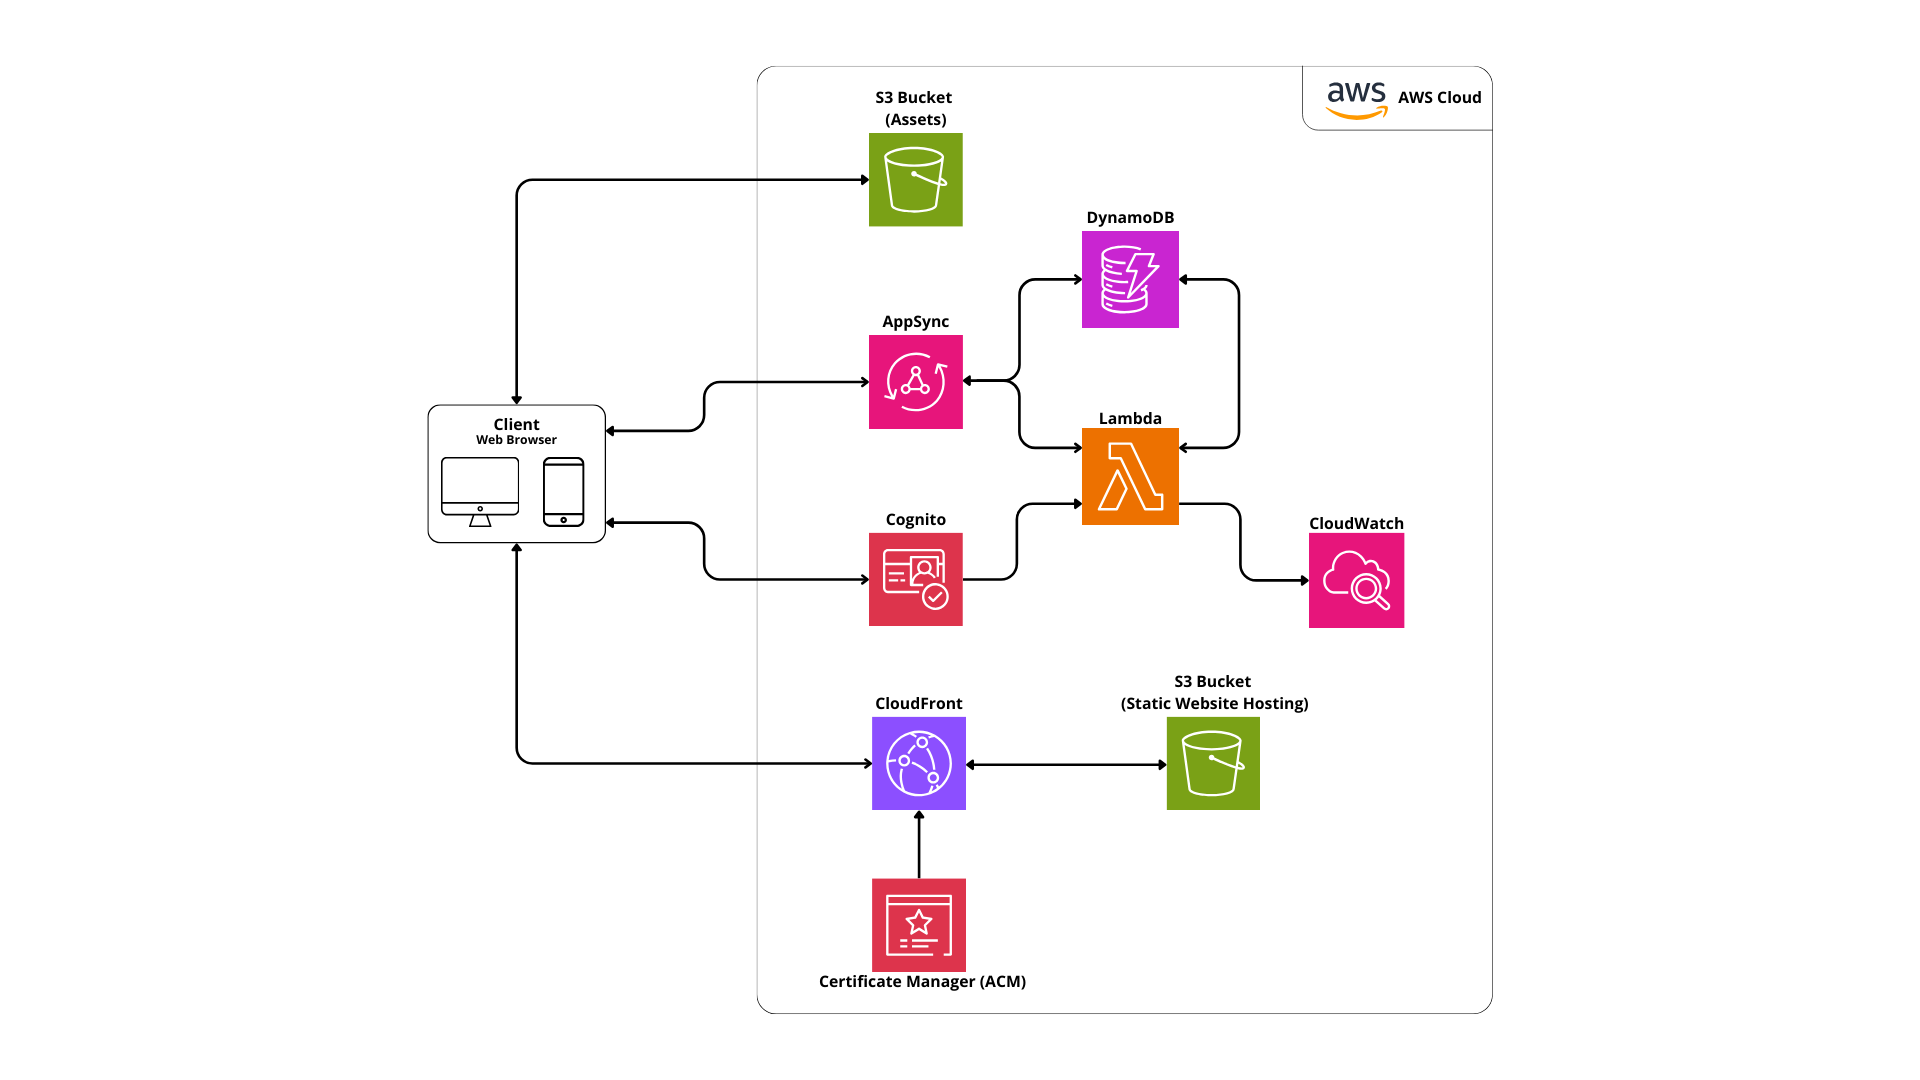 S3 Bucket
(Assets)
aws AWS Cloud
DynamoDB
AppSync
Lambda
Client
Web Browser
Cognito
CloudWatch
S3 Bucket
(Static Website Hosting)
CloudFront
Certificate Manager (ACM)